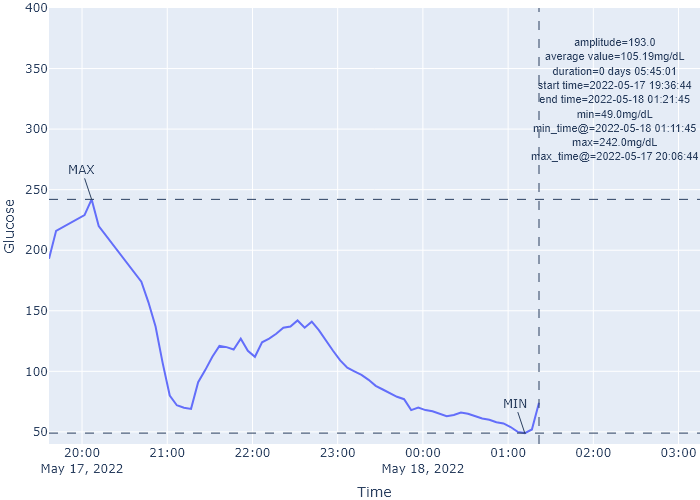 400
350
300
250
200
150
100
50
Glucose
amplitude=193.0
average value=105.19mg/dL
duration=0 days 05:45:01
start time=2022-05-17 19:36:44
end time=2022-05-18 01:21:45
min=49.0mg/dL
min_time@=2022-05-18 01:11:45
max=242.0mg/dL
max_time@=2022-05-17 20:06:44
MAX
MIN
20:00 21:00 22:00 23:00 00:00 01:00 02:00 03:00
May 17, 2022 May 18, 2022
Time